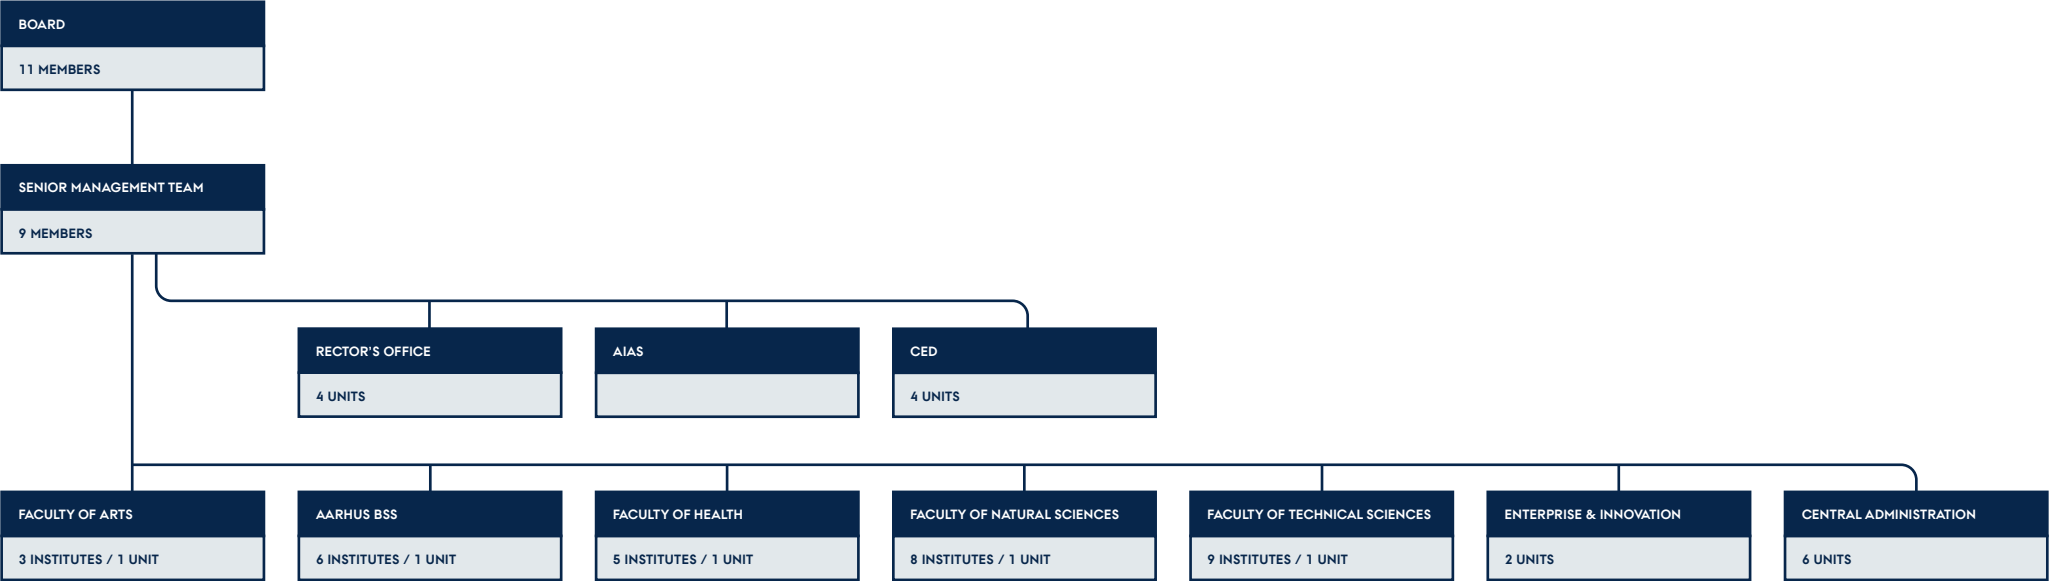 BOARD
11 MEMBERS
SENIOR MANAGEMENT TEAM
9 MEMBERS
RECTOR'S OFFICE
4 UNITS
AIAS
CED
4 UNITS
FACULTY OF ARTS
3 INSTITUTES / 1 UNIT
AARHUS BSS
6 INSTITUTES / 1 UNIT
FACULTY OF HEALTH
5 INSTITUTES / 1 UNIT
FACULTY OF NATURAL SCIENCES
8 INSTITUTES / 1 UNIT
FACULTY OF TECHNICAL SCIENCES
9 INSTITUTES / 1 UNIT
ENTERPRISE & INNOVATION
2 UNITS
CENTRAL ADMINISTRATION
6 UNITS